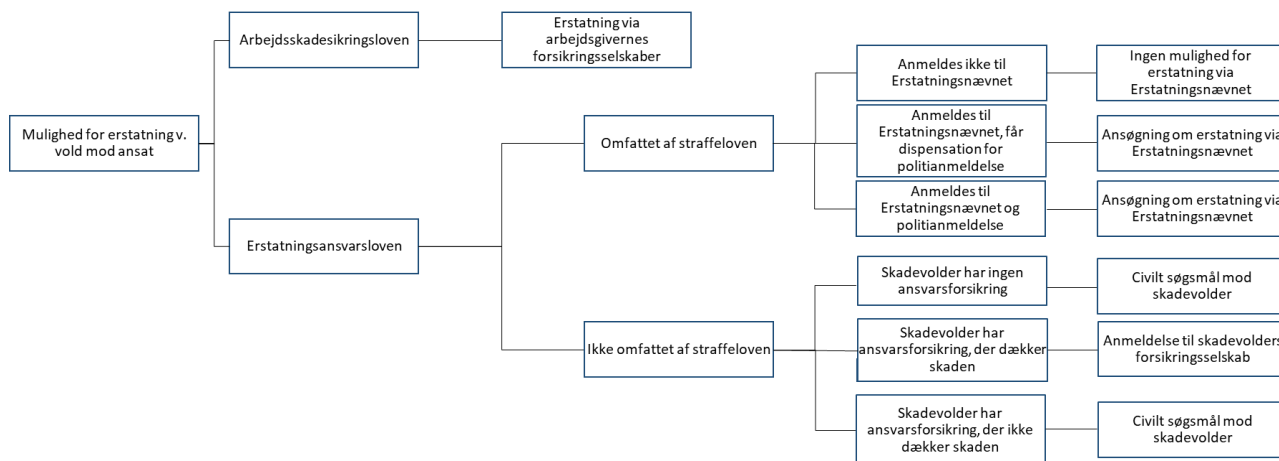 Mulighed for erstatning v.
vold mod ansat
Arbejdsskadesikringsloven
Erstatning via
arbejdsgivernes
forsikringsselskaber
Erstatningsansvarsloven
Omfattet af straffeloven
Anmeldes ikke til
Erstatningsnævnet
Ingen mulighed for
erstatning via
Erstatningsnævnet
Anmeldes til
Erstatningsnævnet, får
dispensation for
politianmeldelse
Ansøgning om erstatning via
Erstatningsnævnet
Anmeldes til
Erstatningsnævnet og
politianmeldelse
Ansøgning om erstatning via
Erstatningsnævnet
Ikke omfattet af straffeloven
Skadevolder har ingen
ansvarsforsikring
Civilt søgsmål mod
skadevolder
Skadevolder har
ansvarsforsikring, der dækker
skaden
Anmeldelse til skadevolders
forsikringsselskab
Skadevolder har
ansvarsforsikring, der ikke
dækker skaden
Civilt søgsmål mod
skadevolder